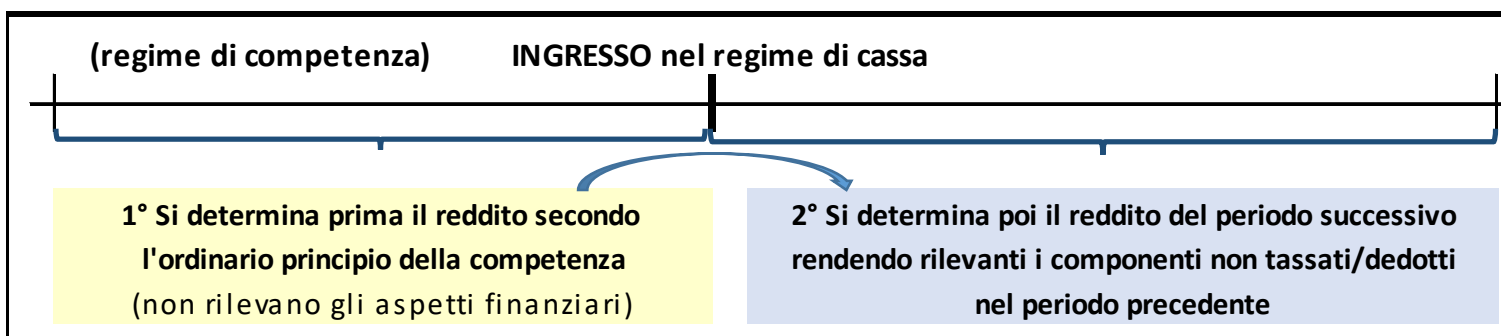 (regime di competenza) INGRESSO nel regime di cassa
1° Si determina prima il reddito secondo
l'ordinario principio della competenza
(non rilevano gli aspetti finanziari)
2° Si determina poi il reddito del periodo successivo
rendendo rilevanti i componenti non tassati/dedotti
nel periodo precedente